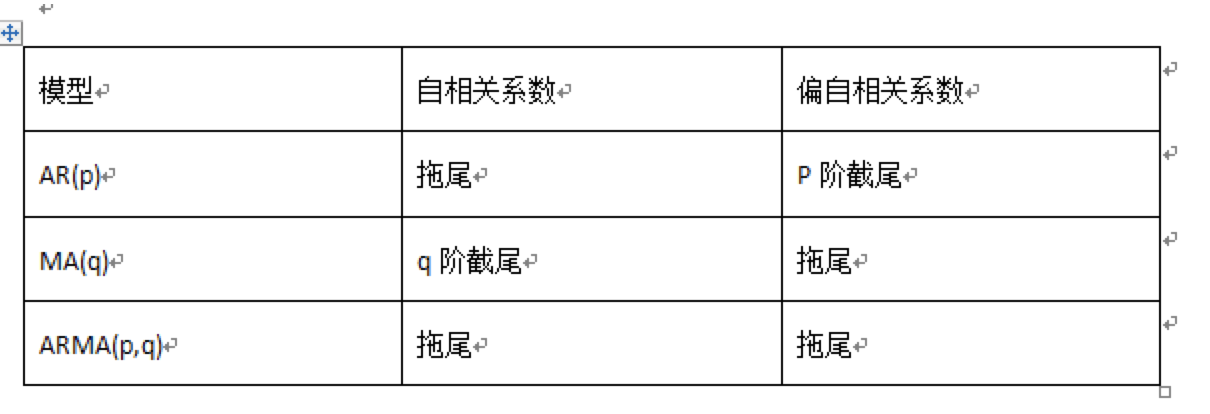 模型 自相关系数 偏自相关系数
AR(p) 拖尾 P 阶截尾
MA(q) q 阶截尾 拖尾
ARMA(p,q) 拖尾 拖尾